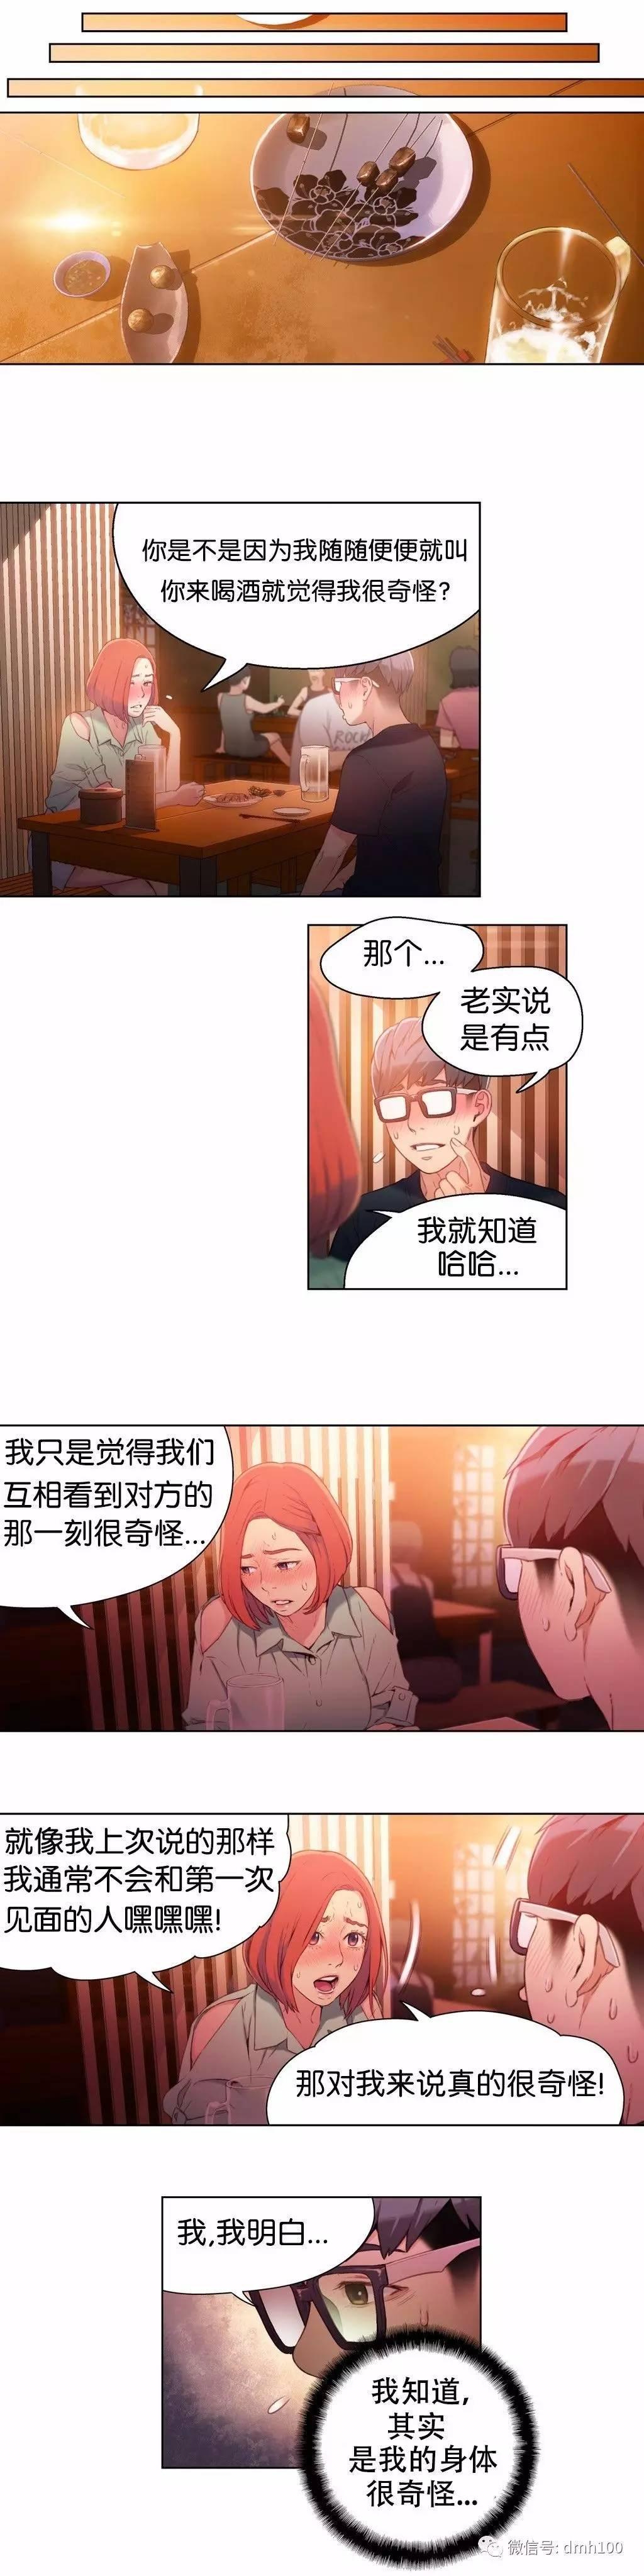 你是不是因为我随随便便就叫
你来喝酒就觉得我很奇怪?
ROCK
那个...
老实说
是有点
我就知道
哈哈...
我只是觉得我们
互相看到对方的
那一刻很奇怪...
就像我上次说的那样
我通常不会和第一次
见面的人嘿嘿嘿!
那对我来说真的很奇怪!
我,我明白...
我知道,
其实
是我的身体
很奇怪...
微信号: dmh100